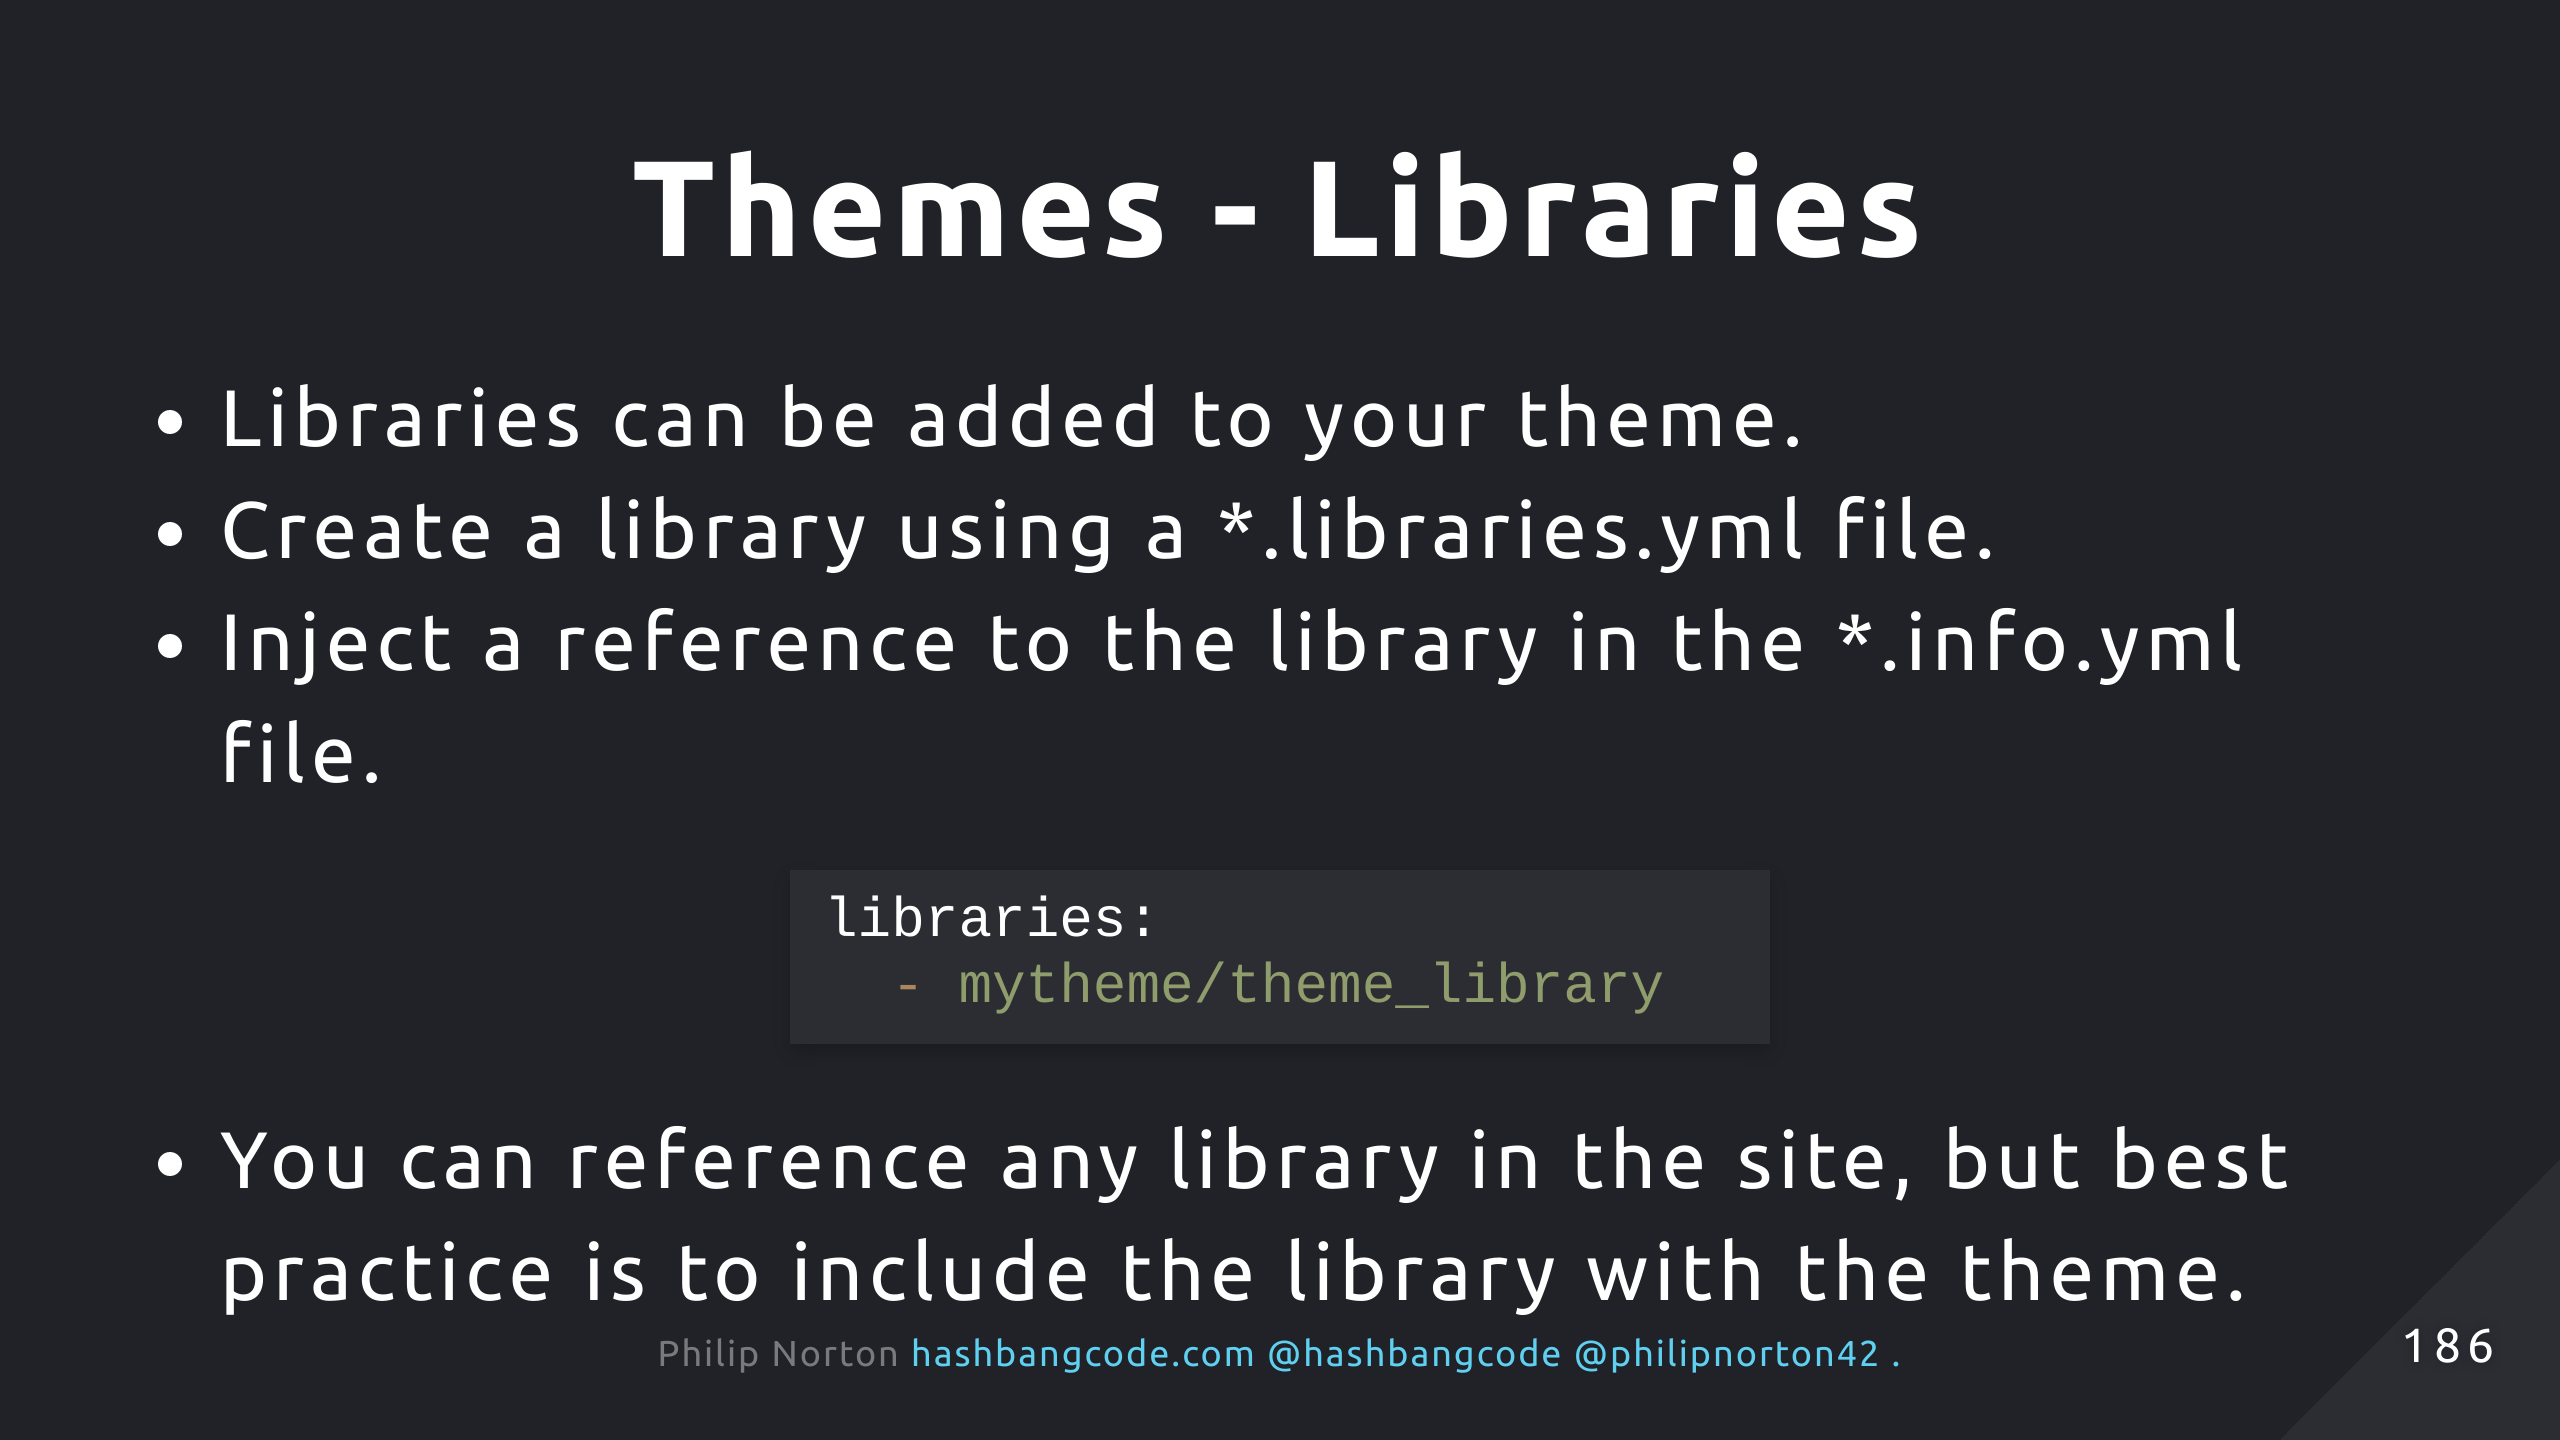 Themes - Libraries
• Libraries can be added to your theme.
• Create a library using a *.libraries.yml file.
• Inject a reference to the library in the *.info.yml
file.
libraries:
  - mytheme/theme_library
• You can reference any library in the site, but best
practice is to include the library with the theme.
Philip Norton hashbangcode.com @hashbangcode @philipnorton42 .
186